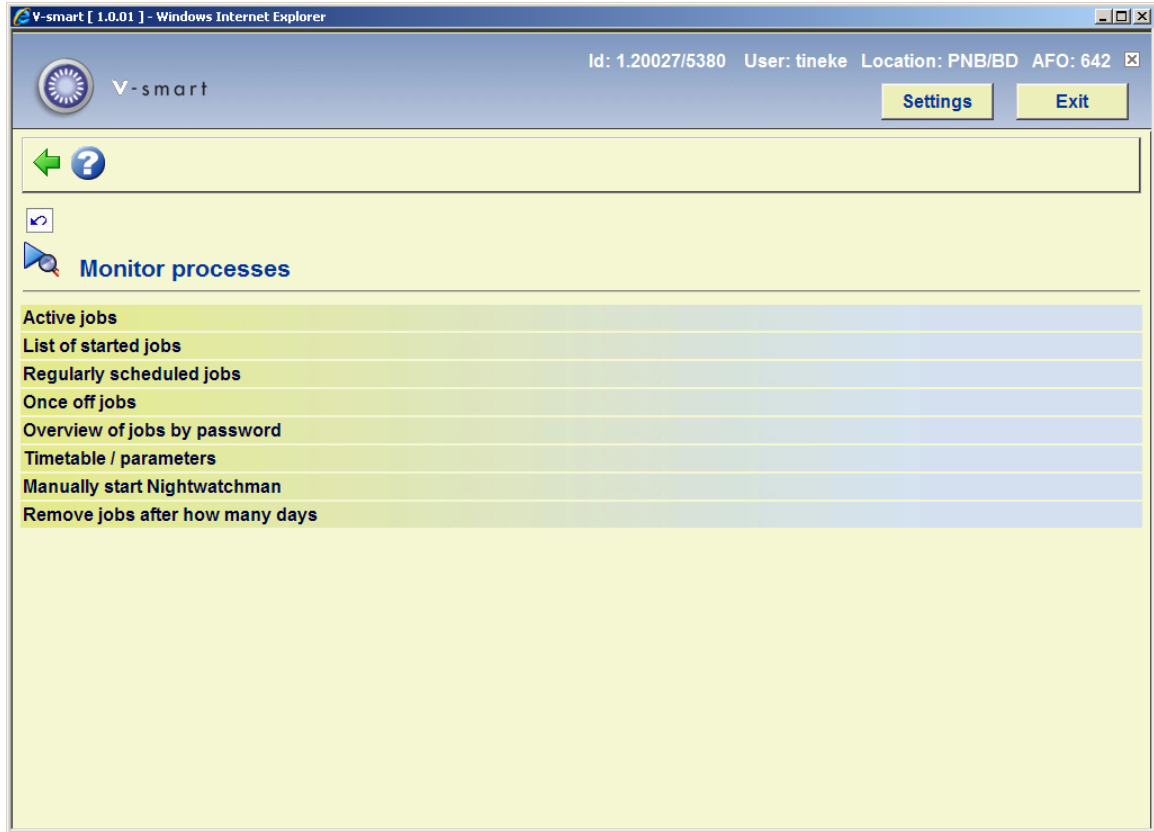 V-smart [ 1.0.01 ] - Windows Internet Explorer
Id: 1.20027/5380 User: tineke Location: PNB/BD AFO: 642
V-smart
Settings Exit
Monitor processes
Active jobs
List of started jobs
Regularly scheduled jobs
Once off jobs
Overview of jobs by password
Timetable / parameters
Manually start Nightwatchman
Remove jobs after how many days